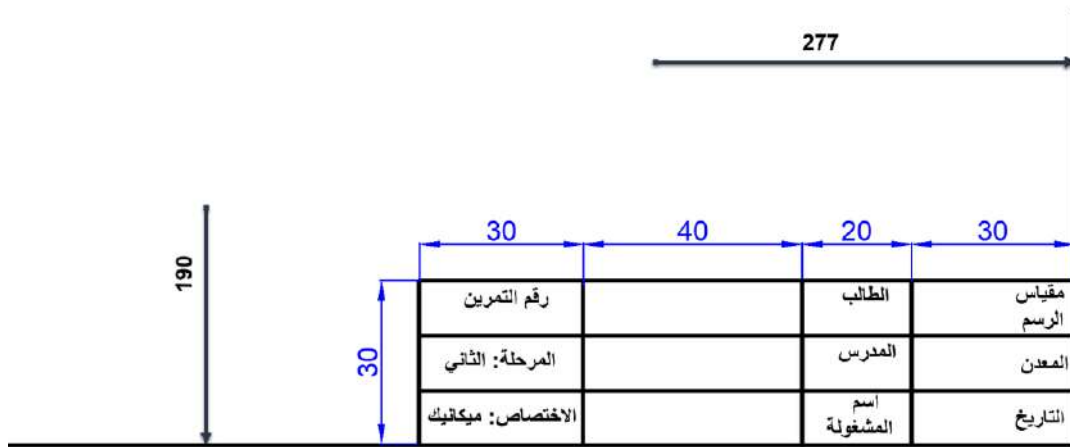 277
190
30 20 40 30
30
مقياس الرسم الطالب رقم التمرين
المعدن المدرس المرحلة: الثاني
التاريخ اسم المشغولة الاختصاص: ميكانيك